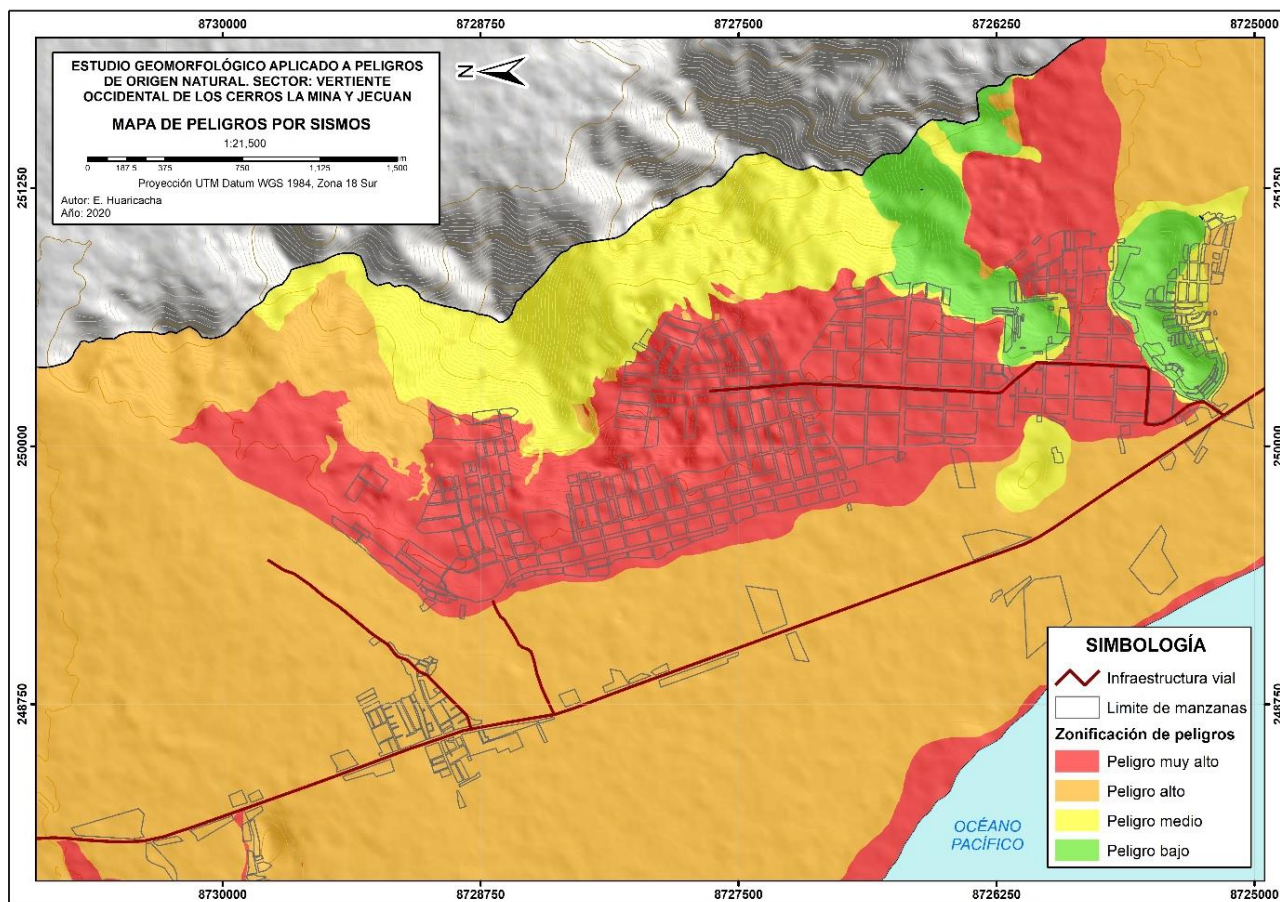 8730000
8728750
8727500
8726250
8725000
ESTUDIO GEOMORFOLÓGICO APLICADO A PELIGROS
DE ORIGEN NATURAL. SECTOR: VERTIENTE
OCCIDENTAL DE LOS CERROS LA MINA Y JECUAN
MAPA DE PELIGROS POR SISMOS
1:21,500
0 187.5 375 750 1,125 1,500 m
Proyección UTM Datum WGS 1984, Zona 18 Sur
Autor: E. Huaricacha
Año: 2020
N
251250
251250
250000
250000
248750
248750
SIMBOLOGÍA
Infraestructura vial
Limite de manzanas
Zonificación de peligros
Peligro muy alto
Peligro alto
Peligro medio
Peligro bajo
OCÉANO
PACÍFICO
8730000
8728750
8727500
8726250
8725000